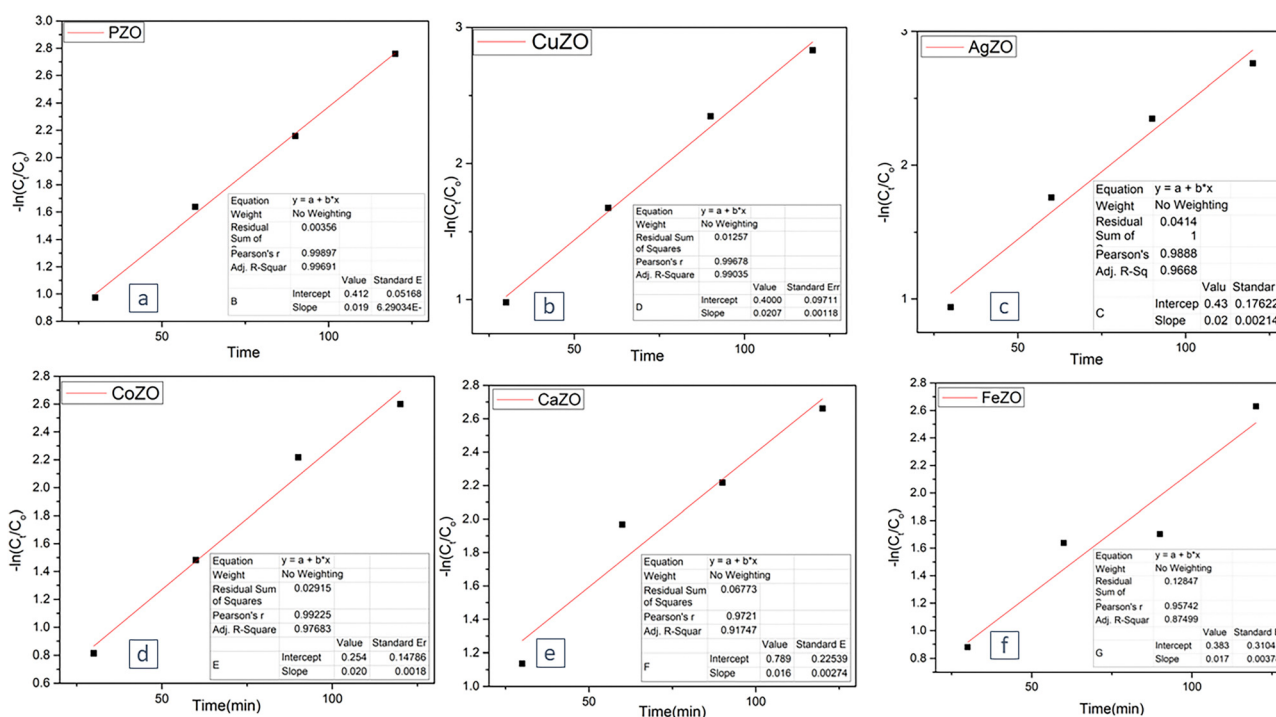 PZO
3.0
2.8
2.6
2.4
2.2
2.0
1.8
1.6
1.4
1.2
1.0
0.8
-ln(Ct/Co)
Equation y = a + b*x
Weight No Weighting
Residual 0.00356
Sum of
Pearson's r 0.99897
Adj. R-Squar 0.99691
Value Standard E
B
Intercept 0.412 0.05168
Slope 0.019 6.29034E-
a
50 100
Time
CuZO
3
2
1
-ln(Ct/Co)
Equation y = a + b*x
Weight No Weighting
Residual Sum 0.01257
of Squares
Pearson's r 0.99678
Adj. R-Square 0.99035
Value Standard Err
D
Intercept 0.4000 0.09711
Slope 0.0207 0.00118
b
50 100
Time
AgZO
2
1
-ln(Ct/Co)
Equation y = a + b*x
Weight No Weighting
Residual 0.0414
Sum of 1
Pearson's 0.9888
Adj. R-Sq 0.9668
Valu Standar
C
Intercep 0.43 0.17622
Slope 0.02 0.00214
c
50 100
Time
CoZO
2.8
2.6
2.4
2.2
2.0
1.8
1.6
1.4
1.2
1.0
0.8
0.6
-ln(Ct/Co)
Equation y = a + b*x
Weight No Weighting
Residual Sum 0.02915
of Squares
Pearson's r 0.99225
Adj. R-Square 0.97683
Value Standard Er
E
Intercept 0.254 0.14786
Slope 0.020 0.0018
d
50 100
Time(min)
CaZO
2.8
2.6
2.4
2.2
2.0
1.8
1.6
1.4
1.2
1.0
-ln(Ct/Co)
Equation y = a + b*x
Weight No Weighting
Residual Sum 0.06773
of Squares
Pearson's r 0.9721
Adj. R-Squar 0.91747
Value Standard E
F
Intercept 0.789 0.22539
Slope 0.016 0.00274
e
50 100
Time(min)
FeZO
2.8
2.6
2.4
2.2
2.0
1.8
1.6
1.4
1.2
1.0
0.8
-ln(Ct/Co)
Equation y = a + b*x
Weight No Weighting
Residual 0.12847
Sum of
Pearson's r 0.95742
Adj. R-Squar 0.87499
Value Standard
G
Intercept 0.383 0.3104
Slope 0.017 0.00378
f
50 100
Time(min)